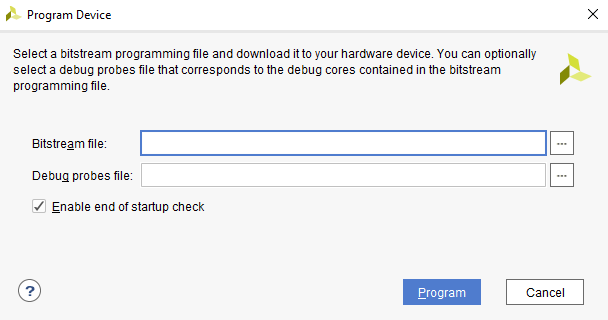 Program Device
Select a bitstream programming file and download it to your hardware device. You can optionally
select a debug probes file that corresponds to the debug cores contained in the bitstream
programming file.
Bitstream file:
...
Debug probes file:
...
Enable end of startup check
?
Program
Cancel